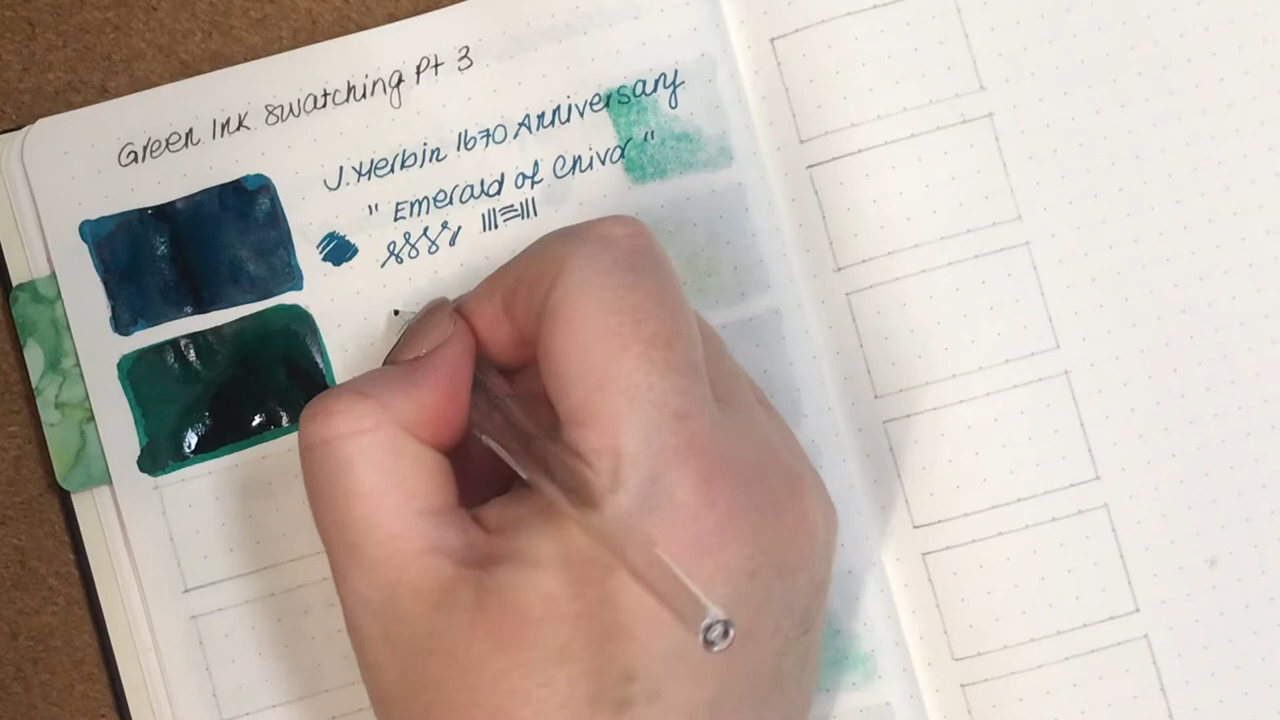 Green Ink Swatching Pt 3
J. Herbin 1670 Anniversary
" Emerald of Chivor "